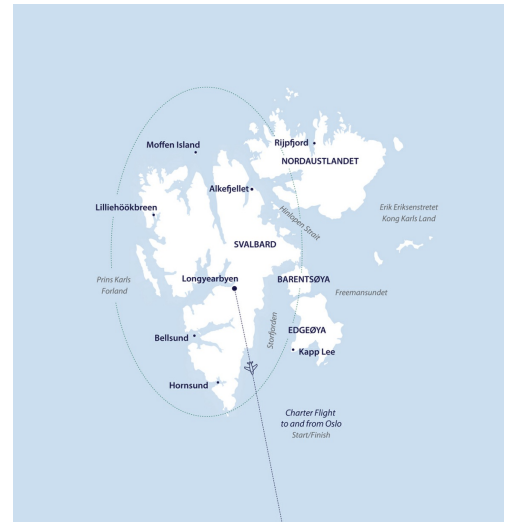 Moffen Island
Rijpfjord
NORDAUSTLANDET
Alkefjellet
Lilliehöökbreen
Hinlopen Strait
Erik Eriksenstretet
Kong Karls Land
SVALBARD
Longyearbyen
Prins Karls
Forland
BARENTSØYA
Freemansundet
Storfjorden
EDGEØYA
Bellsund
Kapp Lee
Hornsund
Charter Flight
to and from Oslo
Start/Finish